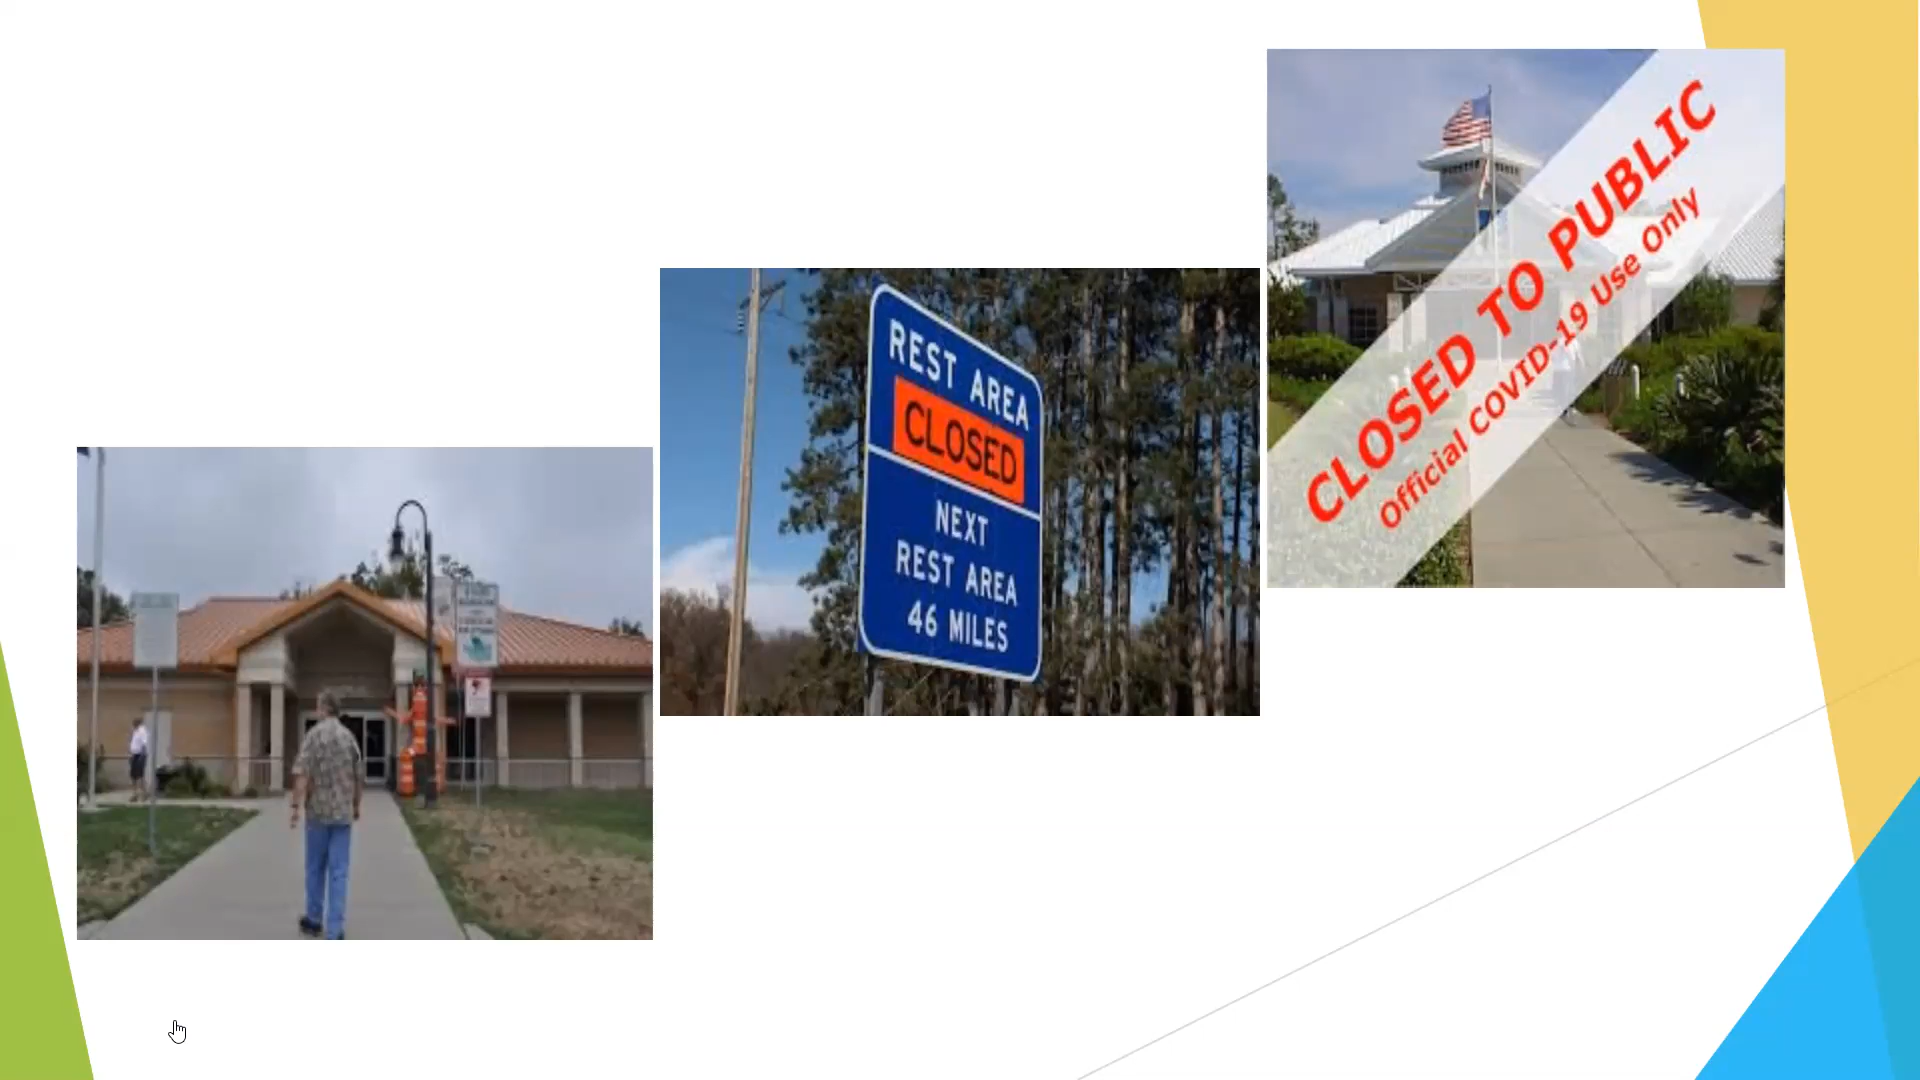 REST AREA
CLOSED
NEXT
REST AREA
46 MILES
CLOSED TO PUBLIC
Official COVID-19 Use Only